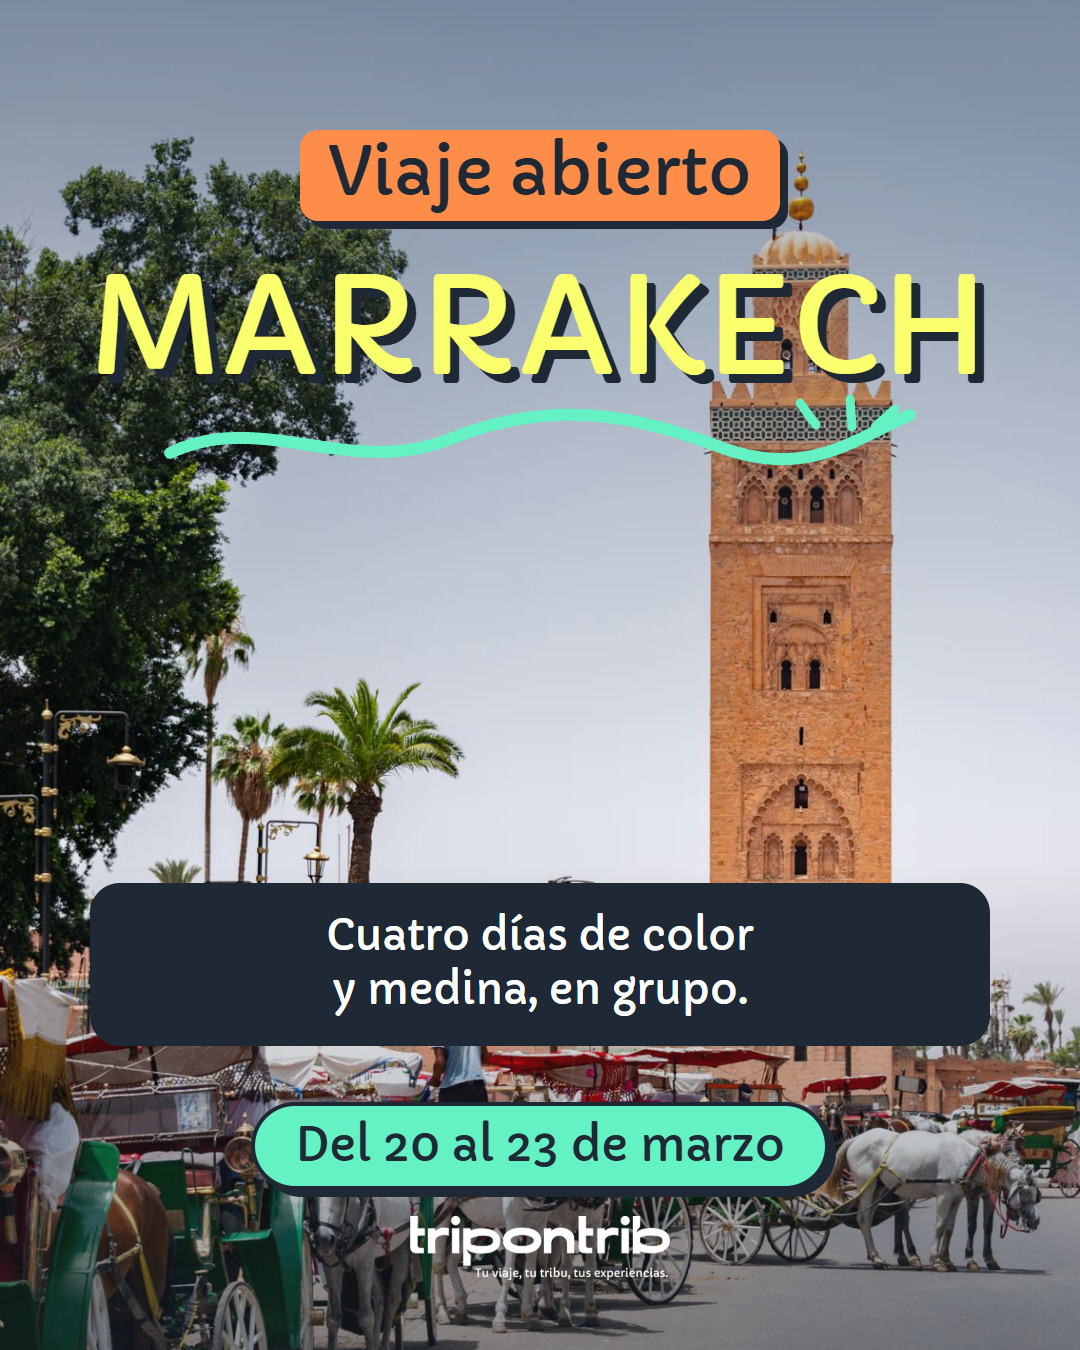 Viaje abierto
MARRAKECH
Cuatro días de color
y medina, en grupo.
Del 20 al 23 de marzo
tripontrib
Tu viaje, tu tribu, tus experiencias.